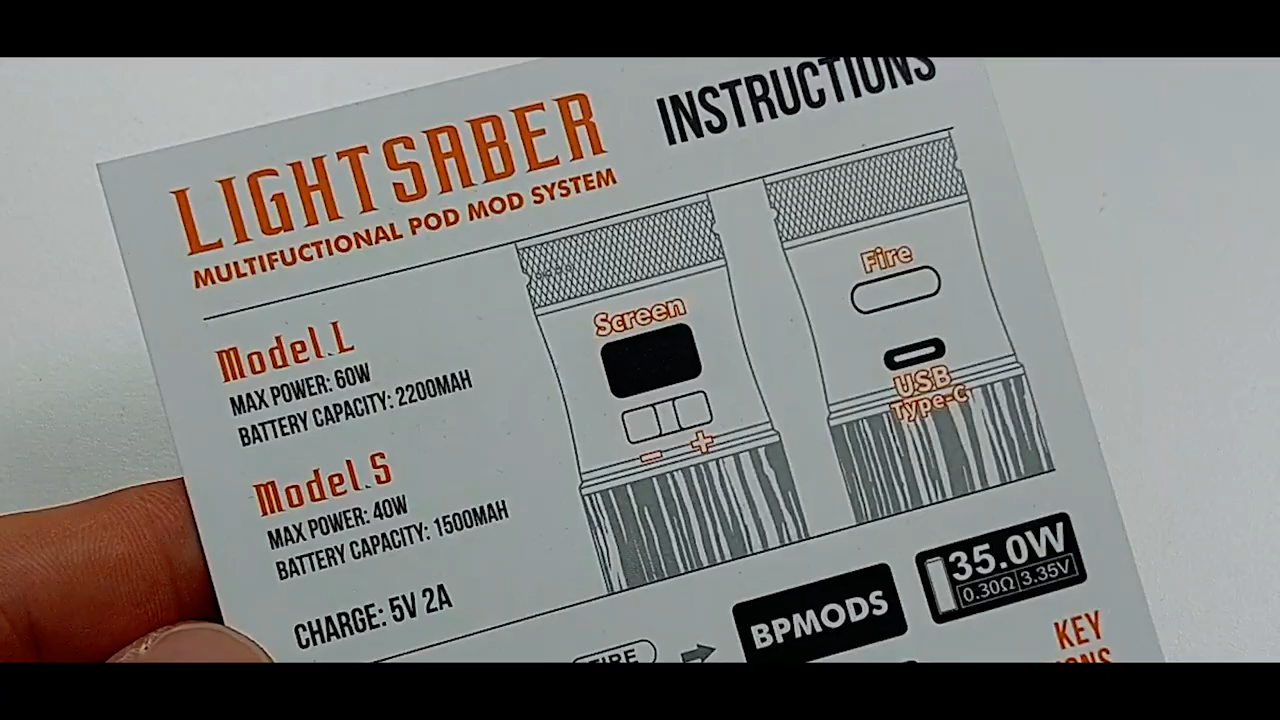 LIGHTSABER
MULTIFUCTIONAL POD MOD SYSTEM
INSTRUCTIONS
Model.L
MAX POWER: 60W
BATTERY CAPACITY: 2200MAH
Model.S
MAX POWER: 40W
BATTERY CAPACITY: 1500MAH
CHARGE: 5V 2A
Screen
- +
Fire
USB
Type-C
FIRE
BPMODS
35.0W
0.30Ω 3.35V
KEY